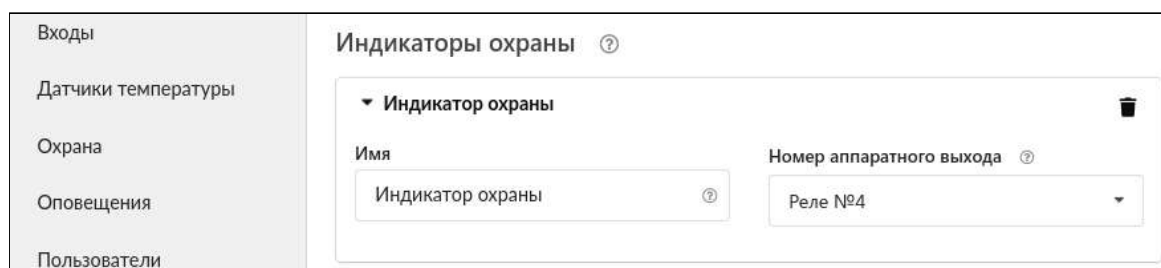 Входы
Датчики температуры
Охрана
Оповещения
Пользователи
Индикаторы охраны
Индикатор охраны
Имя
Индикатор охраны
Номер аппаратного выхода
Реле №4